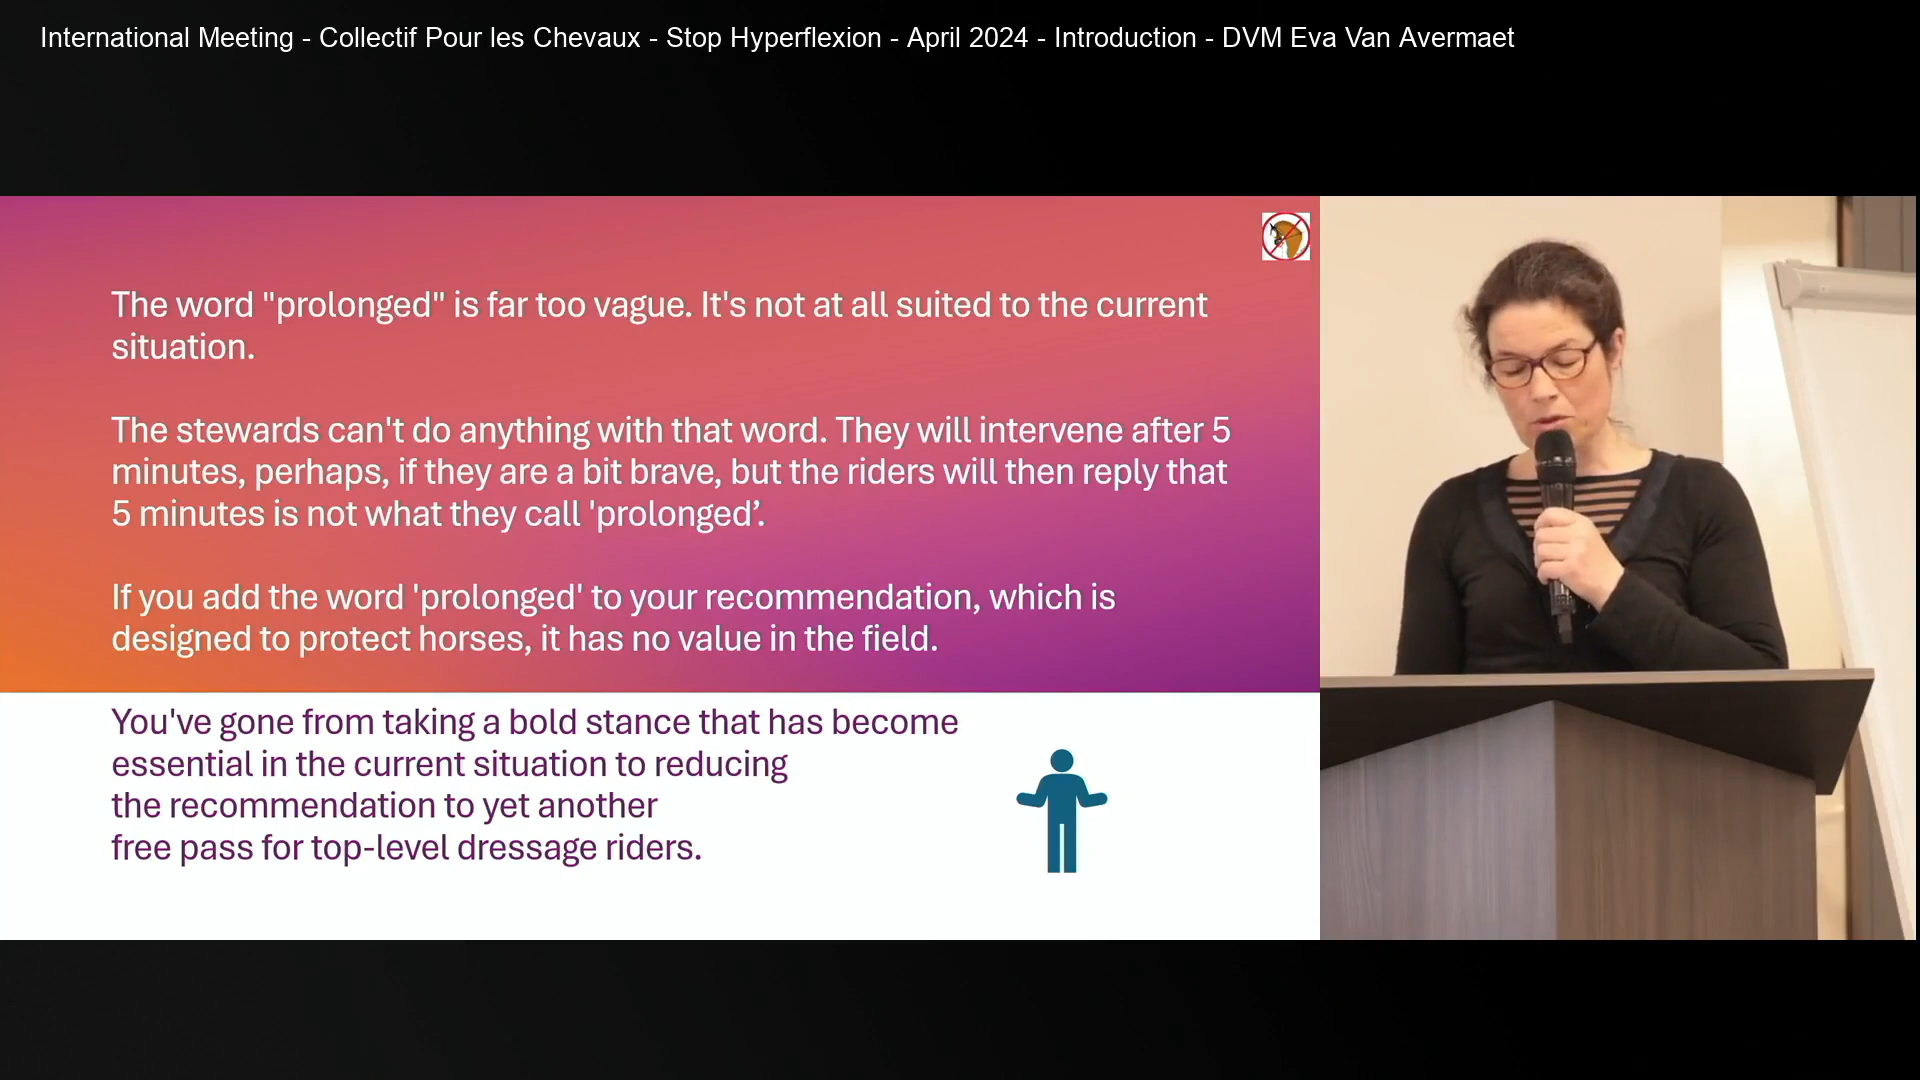 International Meeting - Collectif Pour les Chevaux - Stop Hyperflexion - April 2024 - Introduction - DVM Eva Van Avermaet
The word "prolonged" is far too vague. It's not at all suited to the current
situation.
The stewards can't do anything with that word. They will intervene after 5
minutes, perhaps, if they are a bit brave, but the riders will then reply that
5 minutes is not what they call 'prolonged’.
If you add the word 'prolonged' to your recommendation, which is
designed to protect horses, it has no value in the field.
You've gone from taking a bold stance that has become
essential in the current situation to reducing
the recommendation to yet another
free pass for top-level dressage riders.